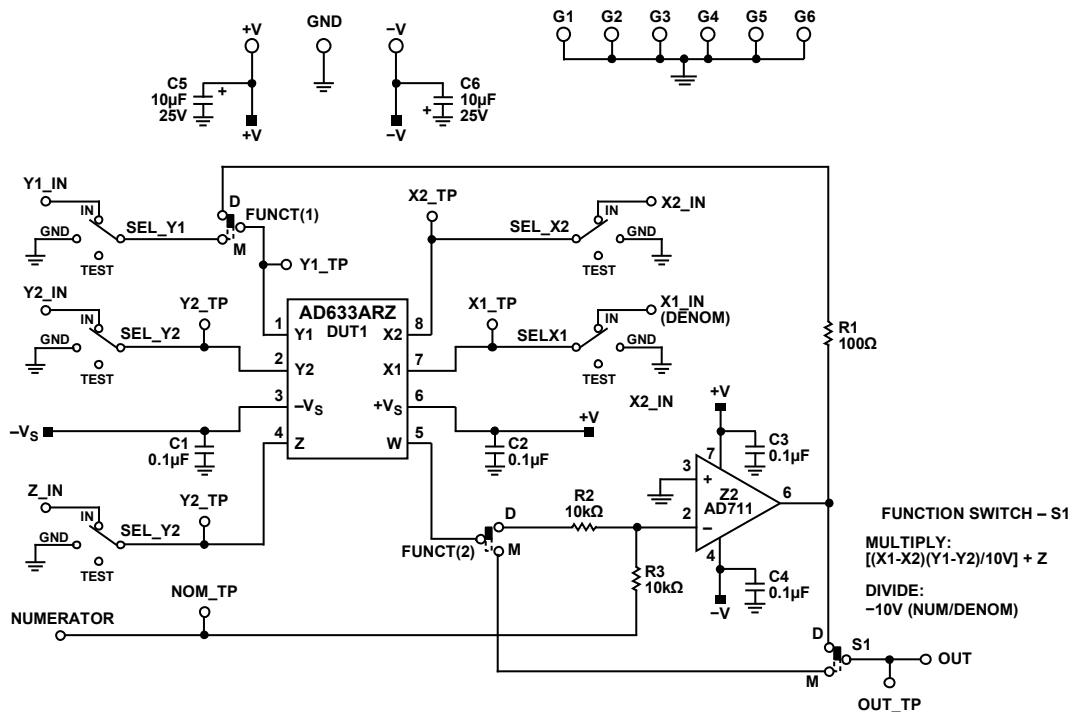 +V
GND
−V
G1 G2 G3 G4 G5 G6
C5
10µF
25V
+
+V
C6
10µF
25V
+
−V
Y1_IN
IN
GND
TEST
SEL_Y1
D
M
FUNCT(1)
Y1_TP
X2_TP
SEL_X2
IN
GND
TEST
X2_IN
Y2_IN
IN
GND
TEST
SEL_Y2
Y2_TP
AD633ARZ
DUT1
1 Y1
2 Y2
3 −VS
4 Z
X2 8
X1 7
+VS 6
W 5
X1_TP
SELX1
IN
GND
TEST
X1_IN
(DENOM)
R1
100Ω
X2_IN
−VS
C1
0.1µF
C2
0.1µF
+V
+V
C3
0.1µF
7
3
+
Z2
AD711
6
2
−
4
C4
0.1µF
−V
Z_IN
IN
GND
TEST
SEL_Y2
Y2_TP
FUNCT(2)
D
M
R2
10kΩ
R3
10kΩ
NOM_TP
NUMERATOR
FUNCTION SWITCH – S1
MULTIPLY:
[(X1-X2)(Y1-Y2)/10V] + Z
DIVIDE:
−10V (NUM/DENOM)
D
M
S1
OUT
OUT_TP